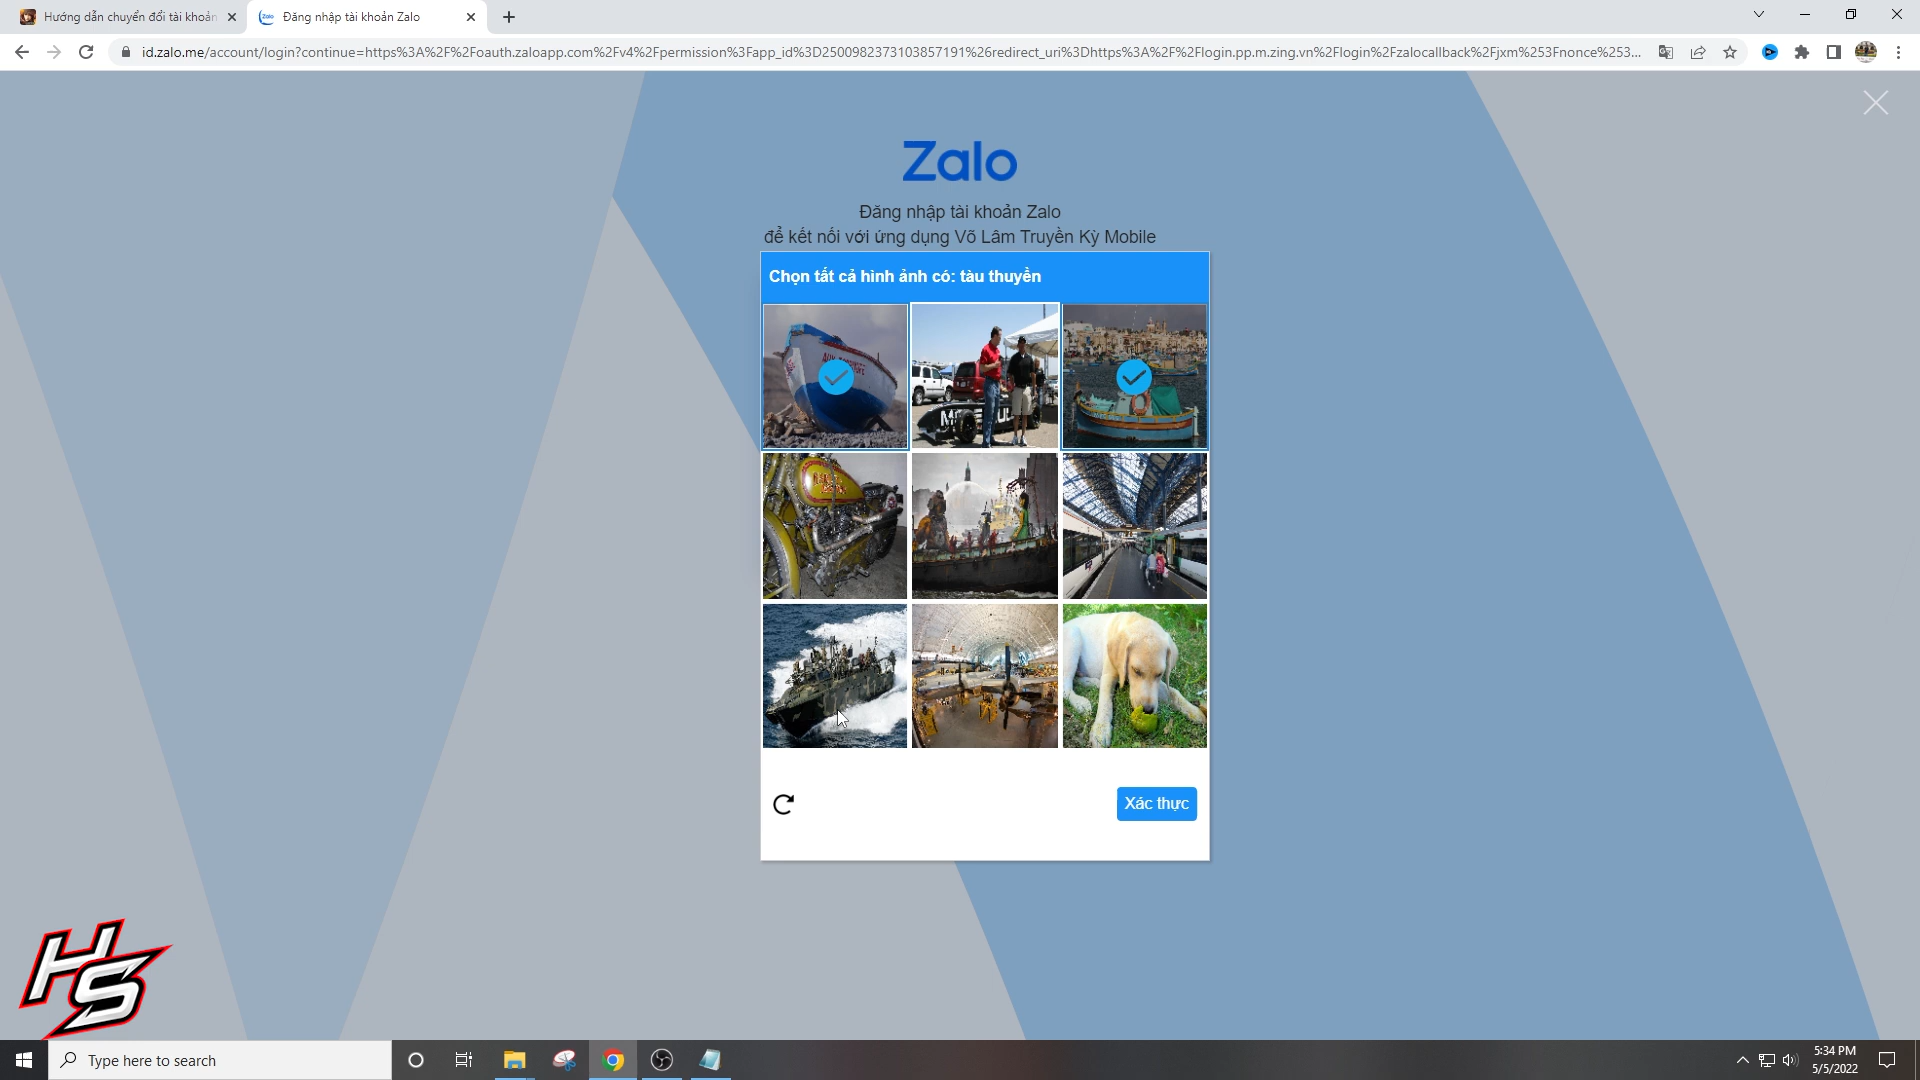 Hướng dẫn chuyển đổi tài khoản
Đăng nhập tài khoản Zalo
id.zalo.me/account/login?continue=https%3A%2F%2Foauth.zaloapp.com%2Fv4%2Fpermission%3Fapp_id%3D2500982373103857191%26redirect_uri%3Dhttps%3A%2F%2Flogin.pp.m.zing.vn%2Flogin%2Fzalocallback%2Fjxm%253Fnonce%253...
Zalo
Đăng nhập tài khoản Zalo
để kết nối với ứng dụng Võ Lâm Truyền Kỳ Mobile
Chọn tất cả hình ảnh có: tàu thuyền
Xác thực
HS
Type here to search
5:34 PM
5/5/2022